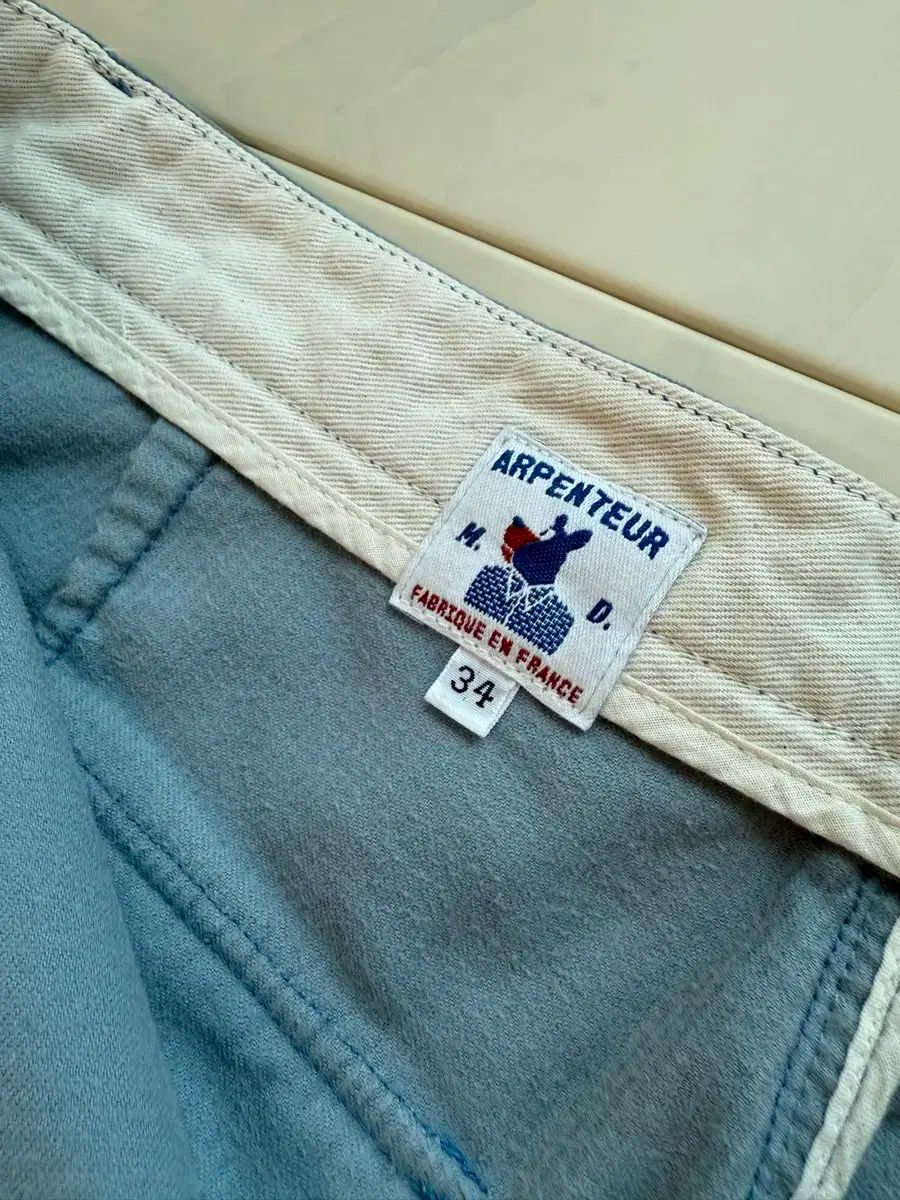 ARPENTEUR
M. D.
FABRIQUE EN FRANCE
34